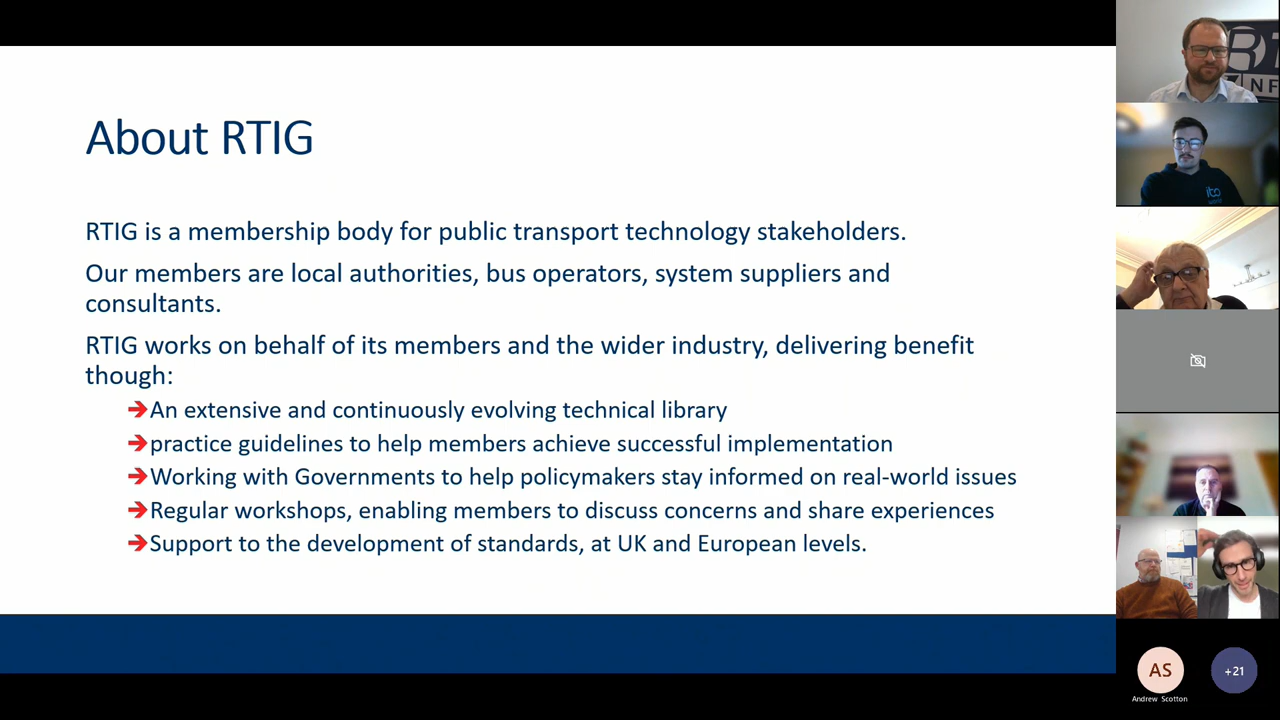 About RTIG
RTIG is a membership body for public transport technology stakeholders.
Our members are local authorities, bus operators, system suppliers and
consultants.
RTIG works on behalf of its members and the wider industry, delivering benefit
though:
An extensive and continuously evolving technical library
practice guidelines to help members achieve successful implementation
Working with Governments to help policymakers stay informed on real-world issues
Regular workshops, enabling members to discuss concerns and share experiences
Support to the development of standards, at UK and European levels.
ito
world
AS
Andrew Scotton
+21